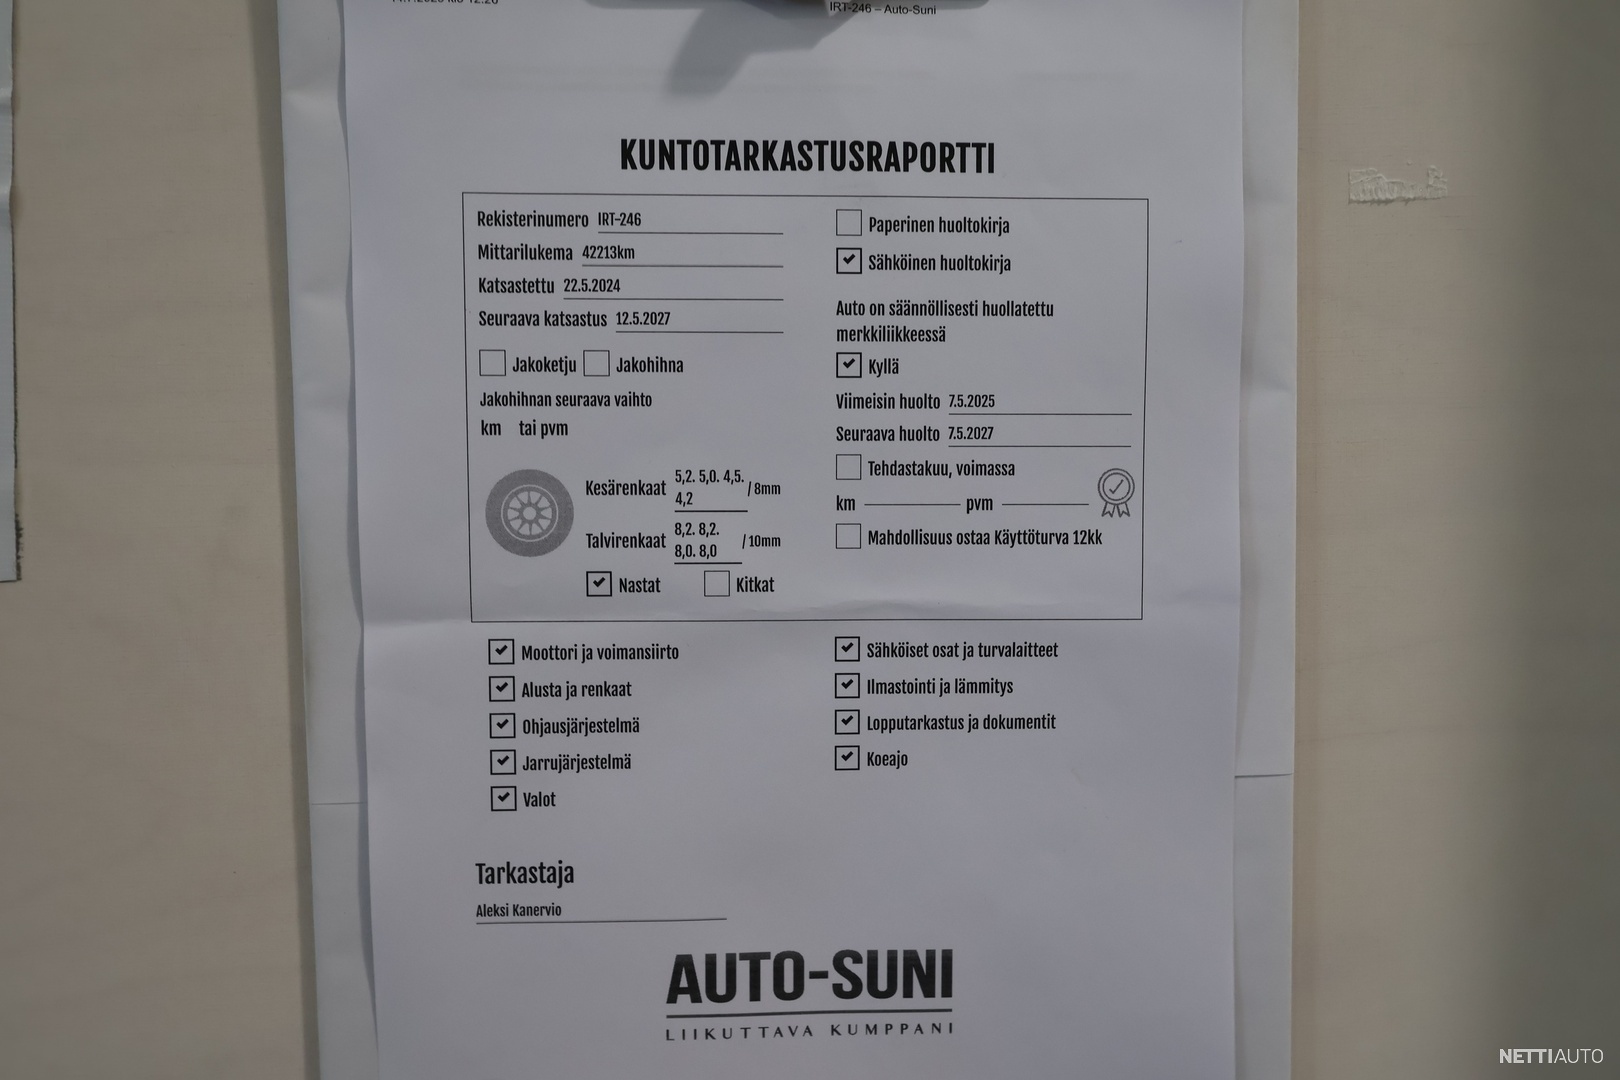 IRT-246 – Auto-Suni
KUNTOTARKASTUSRAPORTTI
Rekisterinumero IRT-246
Mittarilukema 42213km
Katsastettu 22.5.2024
Seuraava katsastus 12.5.2027
Jakoketju Jakohihna
Jakohihnan seuraava vaihto
km tai pvm
Kesärenkaat 5,2. 5,0. 4,5. 4,2 / 8mm
Talvirenkaat 8,2. 8,2. 8,0. 8,0 / 10mm
Nastat Kitkat
Paperinen huoltokirja
Sähköinen huoltokirja
Auto on säännöllisesti huollatettu
merkkiliikkeessä
Kyllä
Viimeisin huolto 7.5.2025
Seuraava huolto 7.5.2027
Tehdastakuu, voimassa
km pvm
Mahdollisuus ostaa Käyttöturva 12kk
Moottori ja voimansiirto
Alusta ja renkaat
Ohjausjärjestelmä
Jarrujärjestelmä
Valot
Sähköiset osat ja turvalaitteet
Ilmastointi ja lämmitys
Lopputarkastus ja dokumentit
Koeajo
Tarkastaja
Aleksi Kanervio
AUTO-SUNI
LIIKUTTAVA KUMPPANI
NETTIAUTO